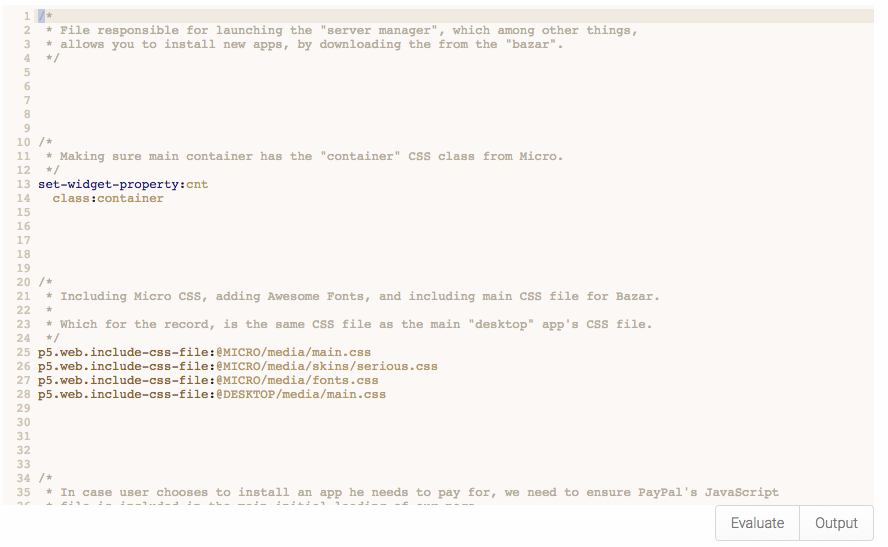 1 /*
2  * File responsible for launching the "server manager", which among other things,
3  * allows you to install new apps, by downloading the from the "bazar".
4  */
5
6
7
8
9
10 /*
11  * Making sure main container has the "container" CSS class from Micro.
12  */
13 set-widget-property:cnt
14   class:container
15
16
17
18
19
20 /*
21  * Including Micro CSS, adding Awesome Fonts, and including main CSS file for Bazar.
22  *
23  * Which for the record, is the same CSS file as the main "desktop" app's CSS file.
24  */
25 p5.web.include-css-file:@MICRO/media/main.css
26 p5.web.include-css-file:@MICRO/media/skins/serious.css
27 p5.web.include-css-file:@MICRO/media/fonts.css
28 p5.web.include-css-file:@DESKTOP/media/main.css
29
30
31
32
33
34 /*
35  * In case user chooses to install an app he needs to pay for, we need to ensure PayPal's JavaScript
Evaluate Output